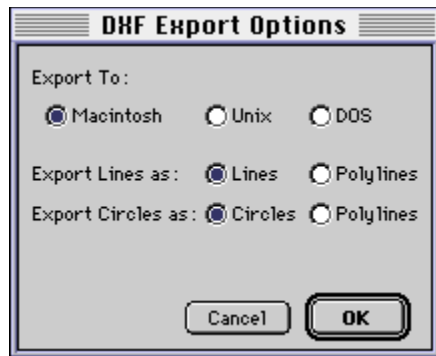 DXF Export Options
Export To:
Macintosh Unix DOS
Export Lines as: Lines Polylines
Export Circles as: Circles Polylines
Cancel OK